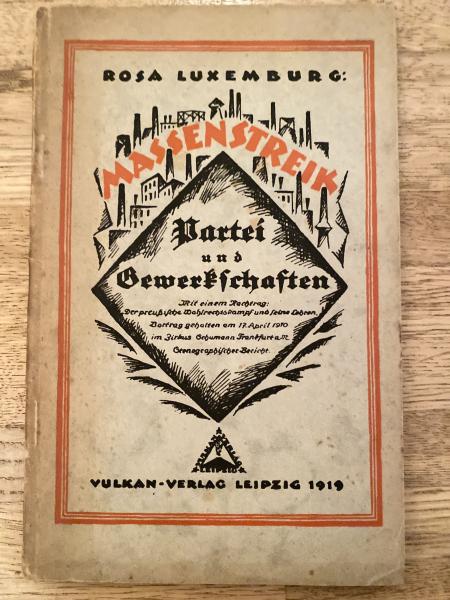 ROSA LUXEMBURG:
MASSENSTREIK
Partei
und
Gewerkschaften
Mit einem Nachtrag:
Der preußische Wahlrechtskampf und seine Lehren.
Vortrag gehalten am 17. April 1910
im Zirkus Schumann Frankfurt a. M.
Stenographischer Bericht.
LEIPZIG
VULKAN-VERLAG LEIPZIG 1919